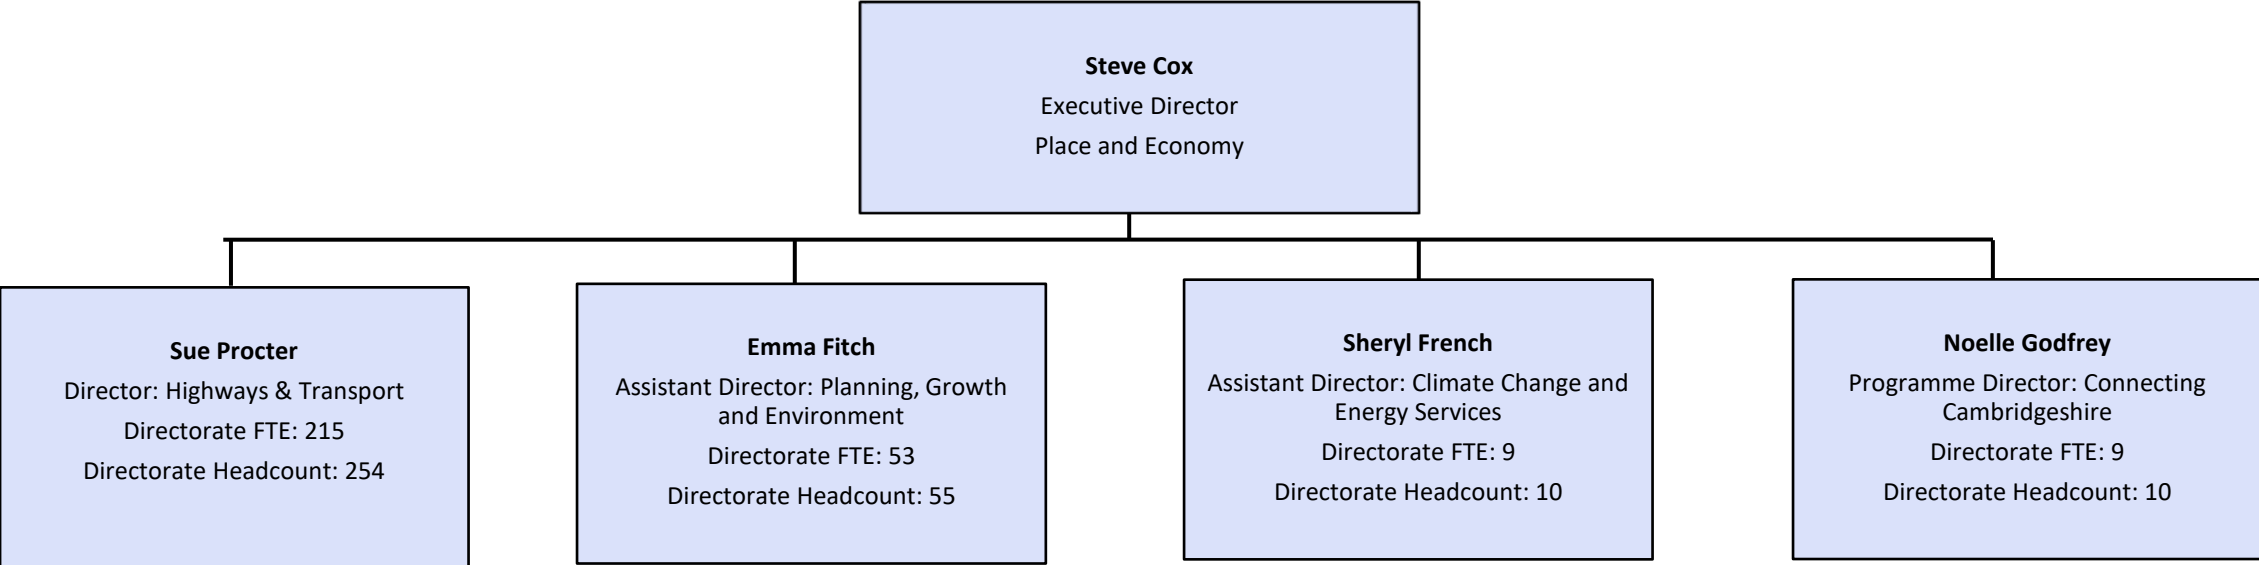 Steve Cox
Executive Director
Place and Economy
Sue Procter
Director: Highways & Transport
Directorate FTE: 215
Directorate Headcount: 254
Emma Fitch
Assistant Director: Planning, Growth
and Environment
Directorate FTE: 53
Directorate Headcount: 55
Sheryl French
Assistant Director: Climate Change and
Energy Services
Directorate FTE: 9
Directorate Headcount: 10
Noelle Godfrey
Programme Director: Connecting
Cambridgeshire
Directorate FTE: 9
Directorate Headcount: 10